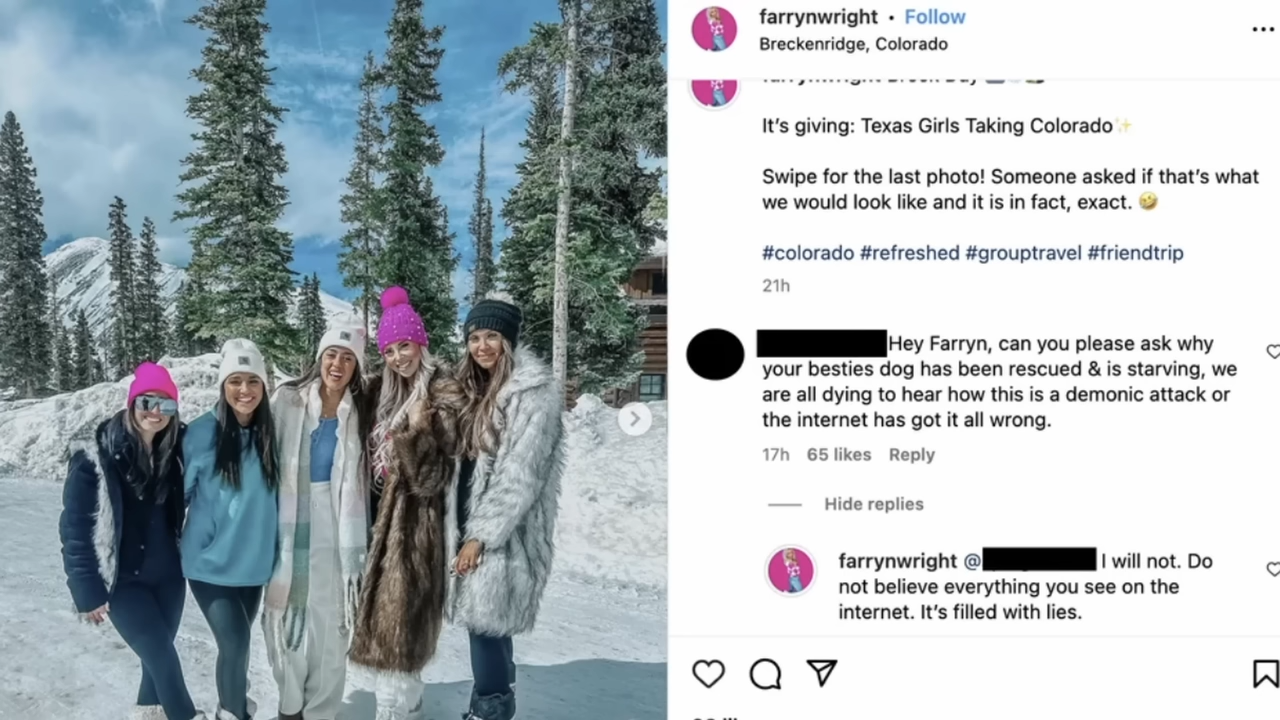 farrynwright • Follow
Breckenridge, Colorado
farrynwright Breck Day
It's giving: Texas Girls Taking Colorado✨
Swipe for the last photo! Someone asked if that's what
we would look like and it is in fact, exact. 🤣
#colorado #refreshed #grouptravel #friendtrip
21h
Hey Farryn, can you please ask why
your besties dog has been rescued & is starving, we
are all dying to hear how this is a demonic attack or
the internet has got it all wrong.
17h 65 likes Reply
Hide replies
farrynwright @ I will not. Do
not believe everything you see on the
internet. It's filled with lies.